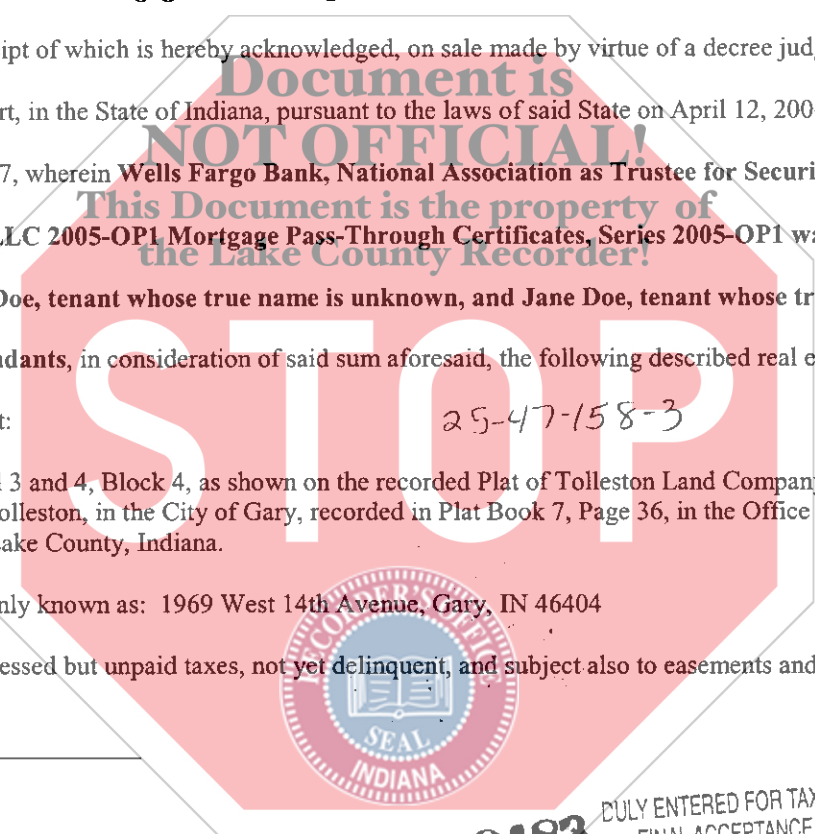 ipt of which is hereby acknowledged, on sale made by virtue of a decree jud
Document is
rt, in the State of Indiana, pursuant to the laws of said State on April 12, 200
NOT OFFICIAL!
7, wherein Wells Fargo Bank, National Association as Trustee for Securi
This Document is the property of
LLC 2005-OP1 Mortgage Pass-Through Certificates, Series 2005-OP1 wa
the Lake County Recorder!
Doe, tenant whose true name is unknown, and Jane Doe, tenant whose tr
dants, in consideration of said sum aforesaid, the following described real e
STOP
t:
25-47-158-3
3 and 4, Block 4, as shown on the recorded Plat of Tolleston Land Company
olleston, in the City of Gary, recorded in Plat Book 7, Page 36, in the Office
ake County, Indiana.
nly known as: 1969 West 14th Avenue, Gary, IN 46404
essed but unpaid taxes, not yet delinquent, and subject also to easements and
RECORDER'S OFFICE
SEAL
INDIANA
DULY ENTERED FOR TAX
FINAL ACCEPTANCE